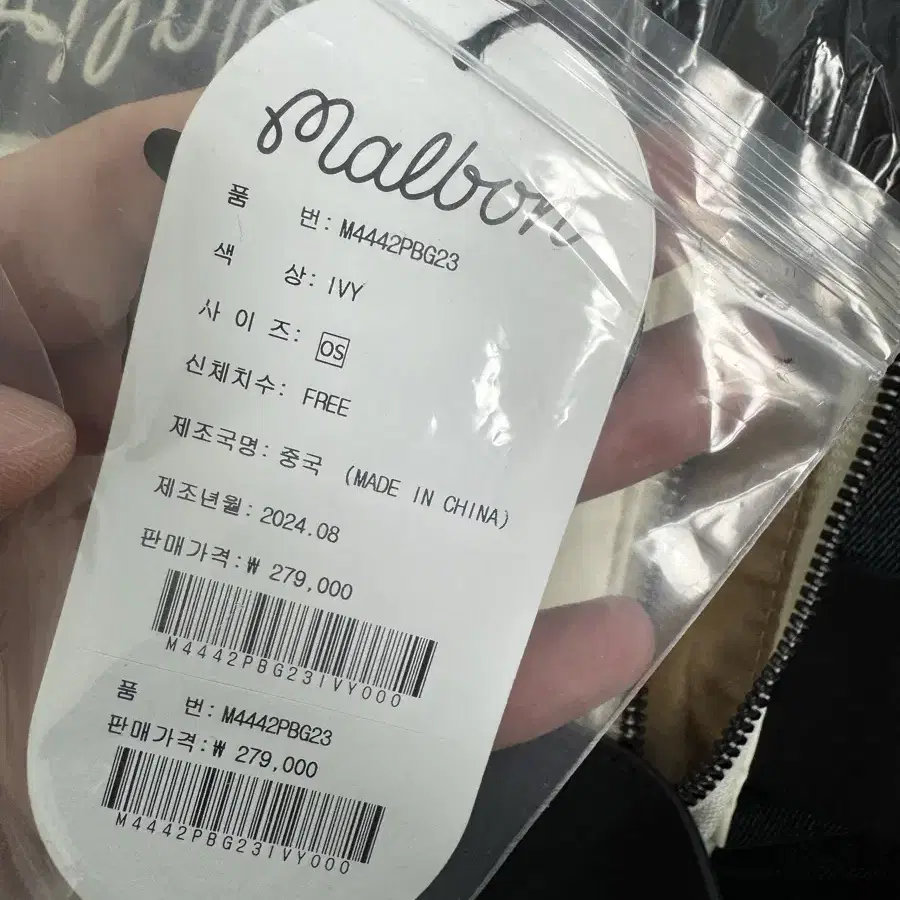 malbon
품 번: M4442PBG23
색 상: IVY
사 이 즈: OS
신체치수: FREE
제조국명: 중국 (MADE IN CHINA)
제조년월: 2024.08
판매가격:₩ 279,000
M4442PBG23IVY000
품 번: M4442PBG23
판매가격:₩ 279,000
M4442PBG23IVY000